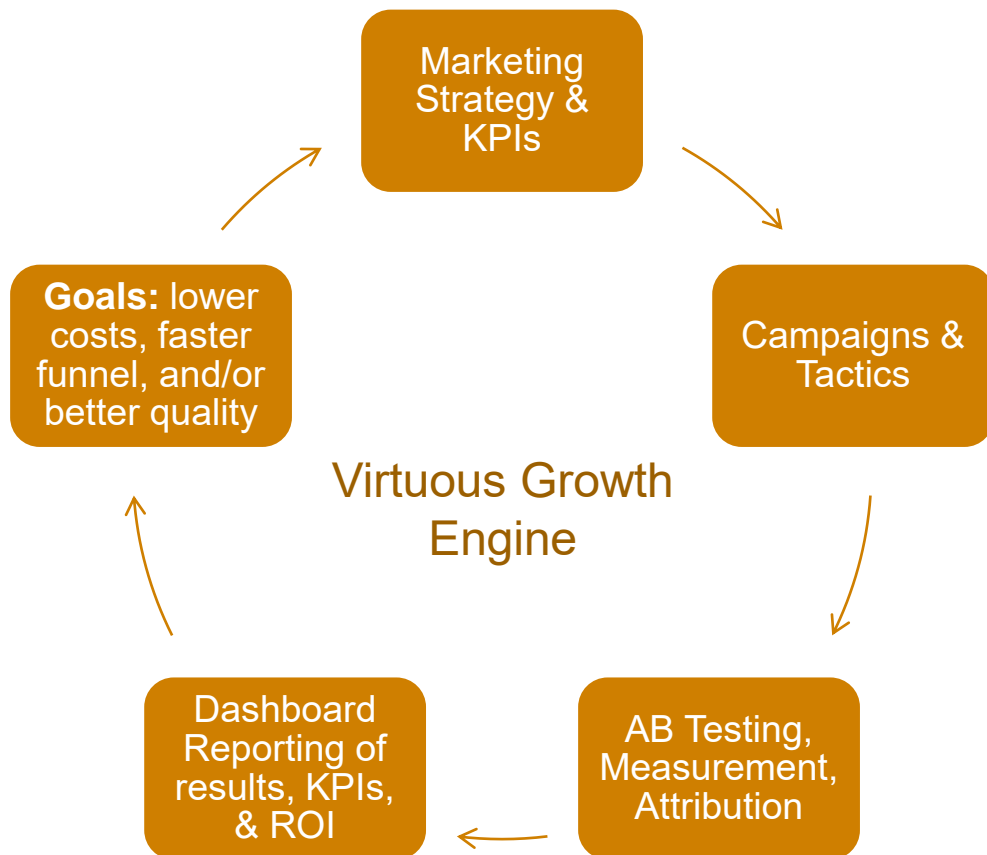 Marketing
Strategy &
KPIs
Campaigns &
Tactics
AB Testing,
Measurement,
Attribution
Dashboard
Reporting of
results, KPIs,
& ROI
Goals: lower
costs, faster
funnel, and/or
better quality
Virtuous Growth
Engine